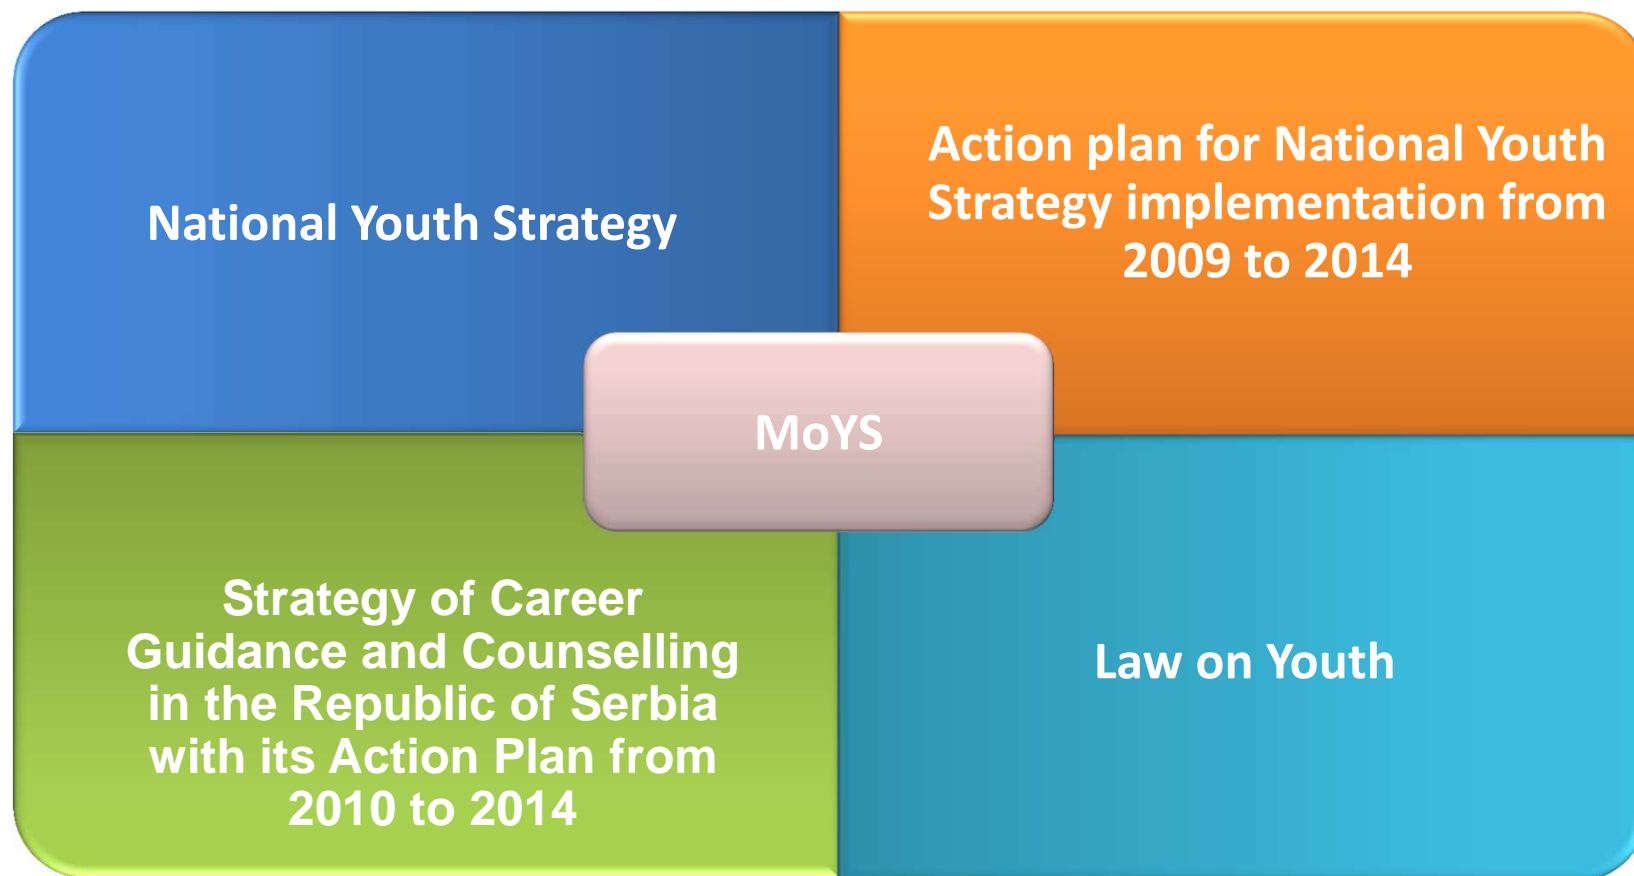 National Youth Strategy
Action plan for National Youth
Strategy implementation from
2009 to 2014
MoYS
Strategy of Career
Guidance and Counselling
in the Republic of Serbia
with its Action Plan from
2010 to 2014
Law on Youth